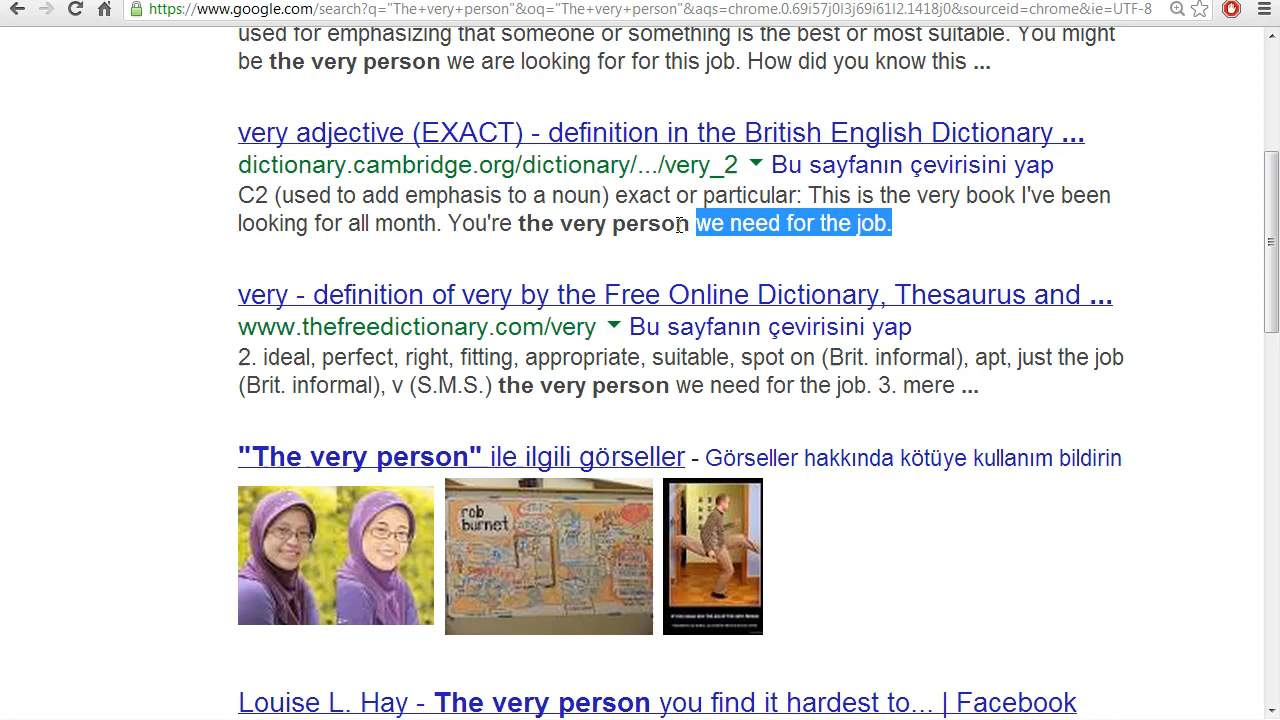 https://www.google.com/search?q="The+very+person"&oq="The+very+person"&aqs=chrome.0.69i57j0l3j69i61l2.1418j0&sourceid=chrome&ie=UTF-8
used for emphasizing that someone or something is the best or most suitable. You might
be the very person we are looking for for this job. How did you know this ...
very adjective (EXACT) - definition in the British English Dictionary ...
dictionary.cambridge.org/dictionary/.../very_2 Bu sayfanın çevirisini yap
C2 (used to add emphasis to a noun) exact or particular: This is the very book I've been
looking for all month. You're the very person we need for the job.
very - definition of very by the Free Online Dictionary, Thesaurus and ...
www.thefreedictionary.com/very Bu sayfanın çevirisini yap
2. ideal, perfect, right, fitting, appropriate, suitable, spot on (Brit. informal), apt, just the job
(Brit. informal), v (S.M.S.) the very person we need for the job. 3. mere ...
"The very person" ile ilgili görseller - Görseller hakkında kötüye kullanım bildirin
rob
burnet
Louise L. Hay - The very person you find it hardest to... | Facebook